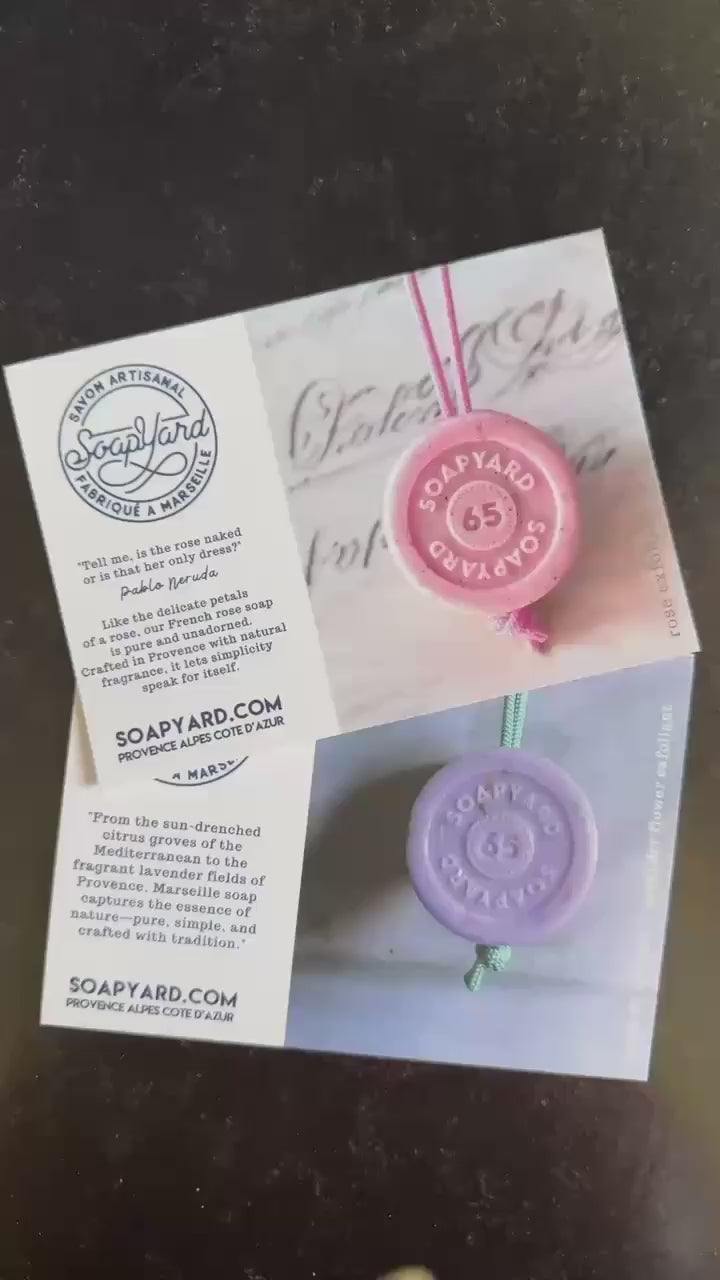 SAVON ARTISANAL
SoapYard
FABRIQUÉ A MARSEILLE
"Tell me, is the rose naked
or is that her only dress?"
Pablo Neruda
Like the delicate petals
of a rose, our French rose soap
is pure and unadorned.
Crafted in Provence with natural
fragrance, it lets simplicity
speak for itself.
SOAPYARD.COM
PROVENCE ALPES COTE D'AZUR
SOAPYARD
65
SOAPYARD
rose
A MARS
"From the sun-drenched
citrus groves of the
Mediterranean to the
fragrant lavender fields of
Provence. Marseille soap
captures the essence of
nature—pure, simple, and
crafted with tradition."
SOAPYARD.COM
PROVENCE ALPES COTE D'AZUR
SOAPYARD
65
SOAPYARD
flower exfoliant